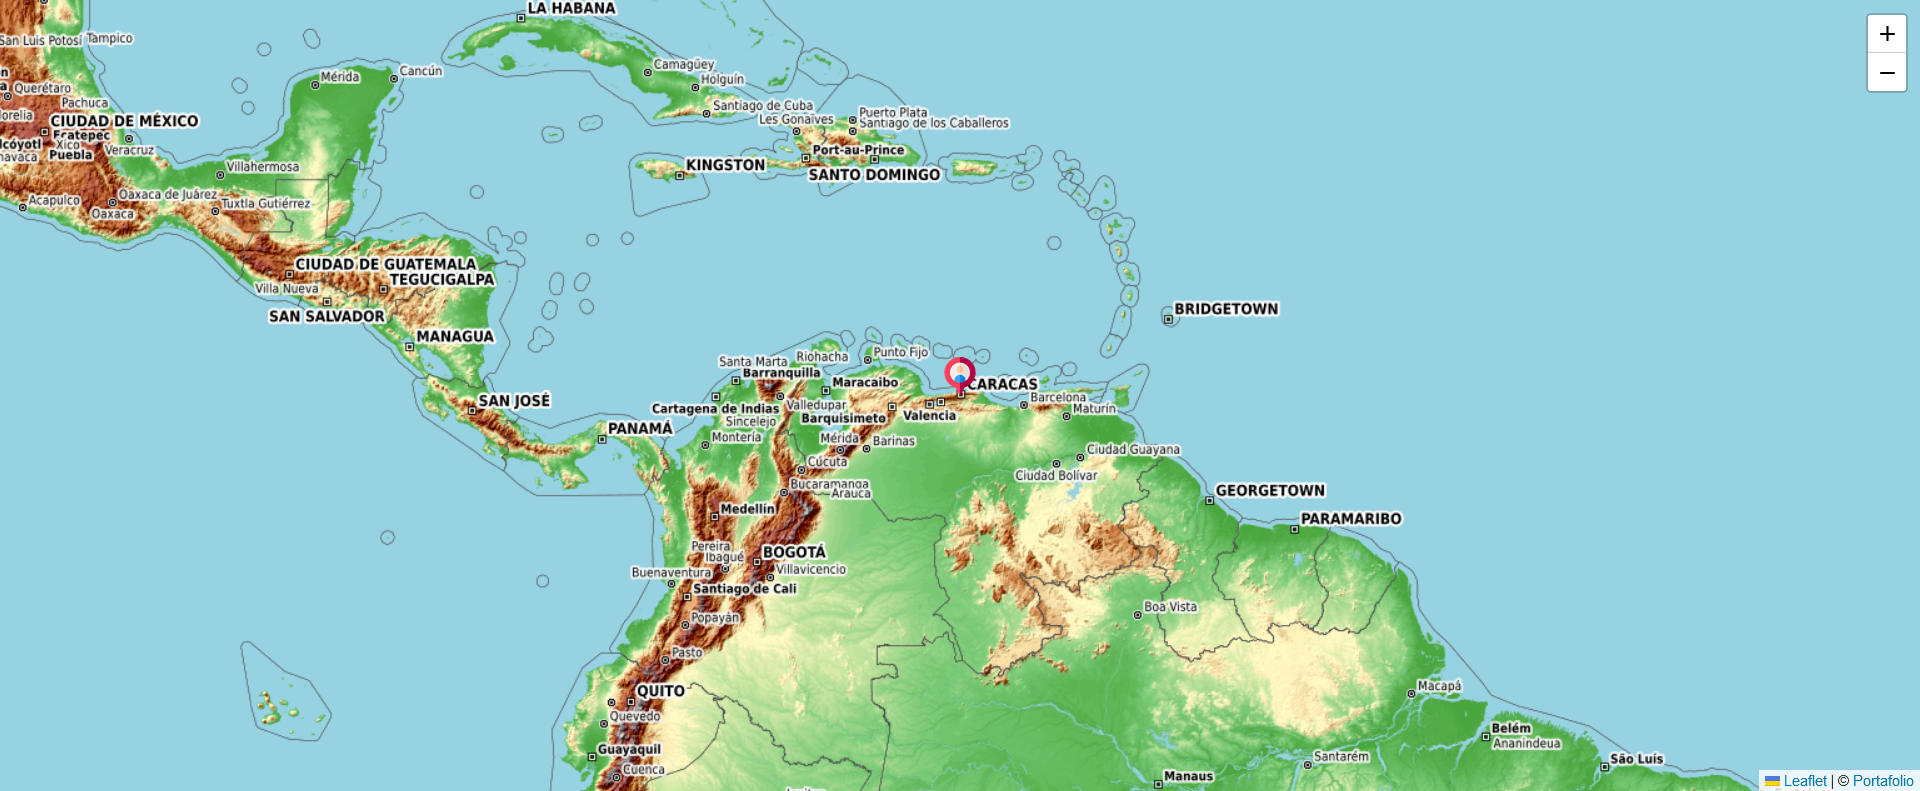 LA HABANA
San Luis Potosí
Tampico
Mérida
Cancún
Camagüey
Holguín
Querétaro
Pachuca
Santiago de Cuba
Puerto Plata
Les Gonaïves
Santiago de los Caballeros
CIUDAD DE MÉXICO
Ecatepec
Xico
Puebla
Veracruz
Port-au-Prince
KINGSTON
SANTO DOMINGO
Villahermosa
Oaxaca de Juárez
Tuxtla Gutiérrez
Acapulco
Oaxaca
CIUDAD DE GUATEMALA
TEGUCIGALPA
Villa Nueva
SAN SALVADOR
BRIDGETOWN
MANAGUA
Santa Marta
Riohacha
Punto Fijo
Barranquilla
Maracaibo
CARACAS
SAN JOSÉ
Cartagena de Indias
Valledupar
Barcelona
Maturín
Sincelejo
Barquisimeto
Valencia
PANAMÁ
Montería
Mérida
Barinas
Ciudad Guayana
Cúcuta
Ciudad Bolívar
Bucaramanga
Arauca
GEORGETOWN
Medellín
PARAMARIBO
Pereira
Ibagué
BOGOTÁ
Villavicencio
Buenaventura
Santiago de Cali
Boa Vista
Popayán
Pasto
QUITO
Macapá
Quevedo
Belém
Ananindeua
Guayaquil
Santarém
São Luís
Cuenca
Manaus
+
−
Leaflet | © Portafolio